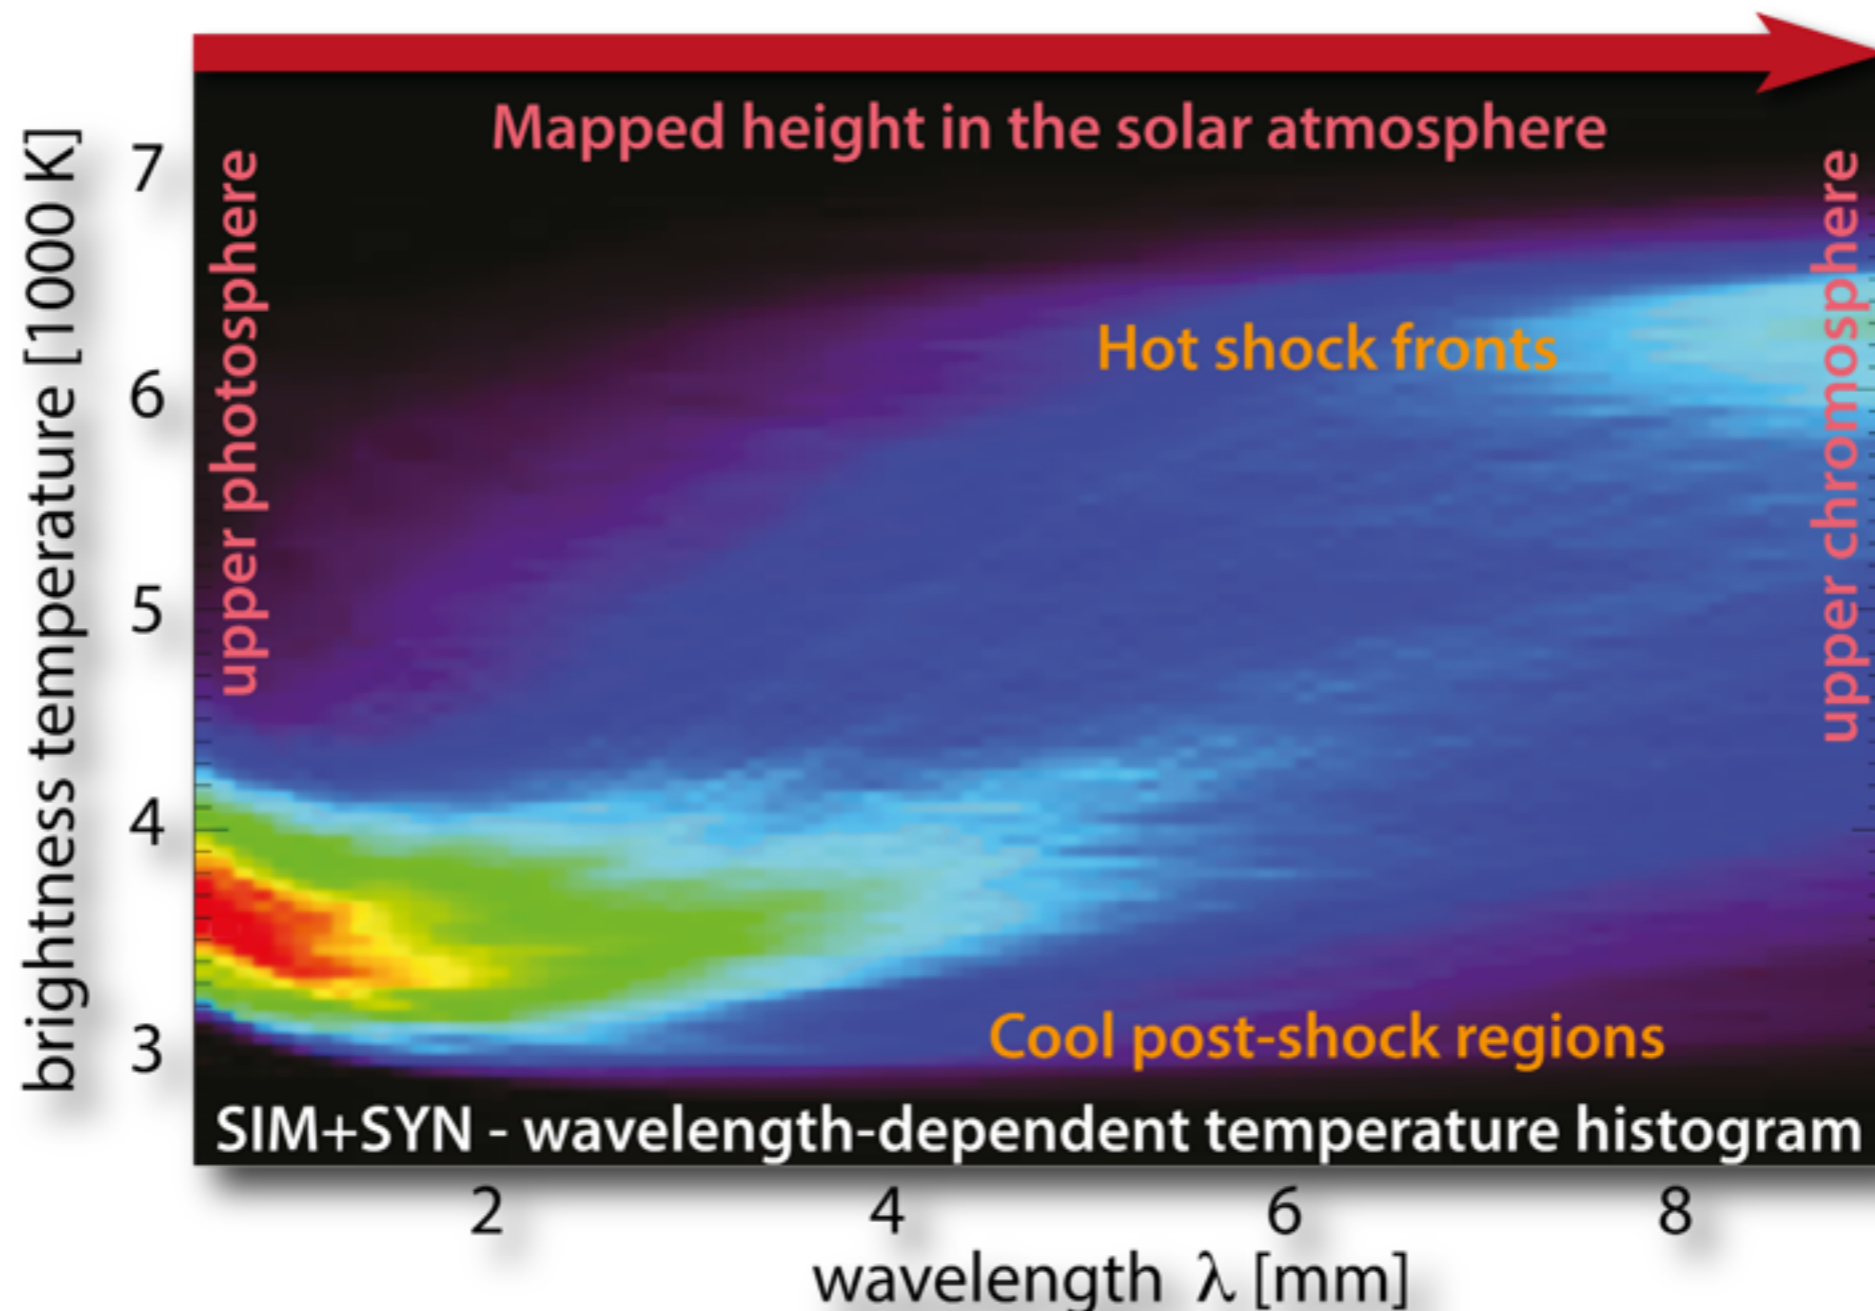 Mapped height in the solar atmosphere
brightness temperature [1000 K]
7
6
5
4
3
upper photosphere
Hot shock fronts
upper chromosphere
Cool post-shock regions
SIM+SYN - wavelength-dependent temperature histogram
2 4 6 8
wavelength λ [mm]